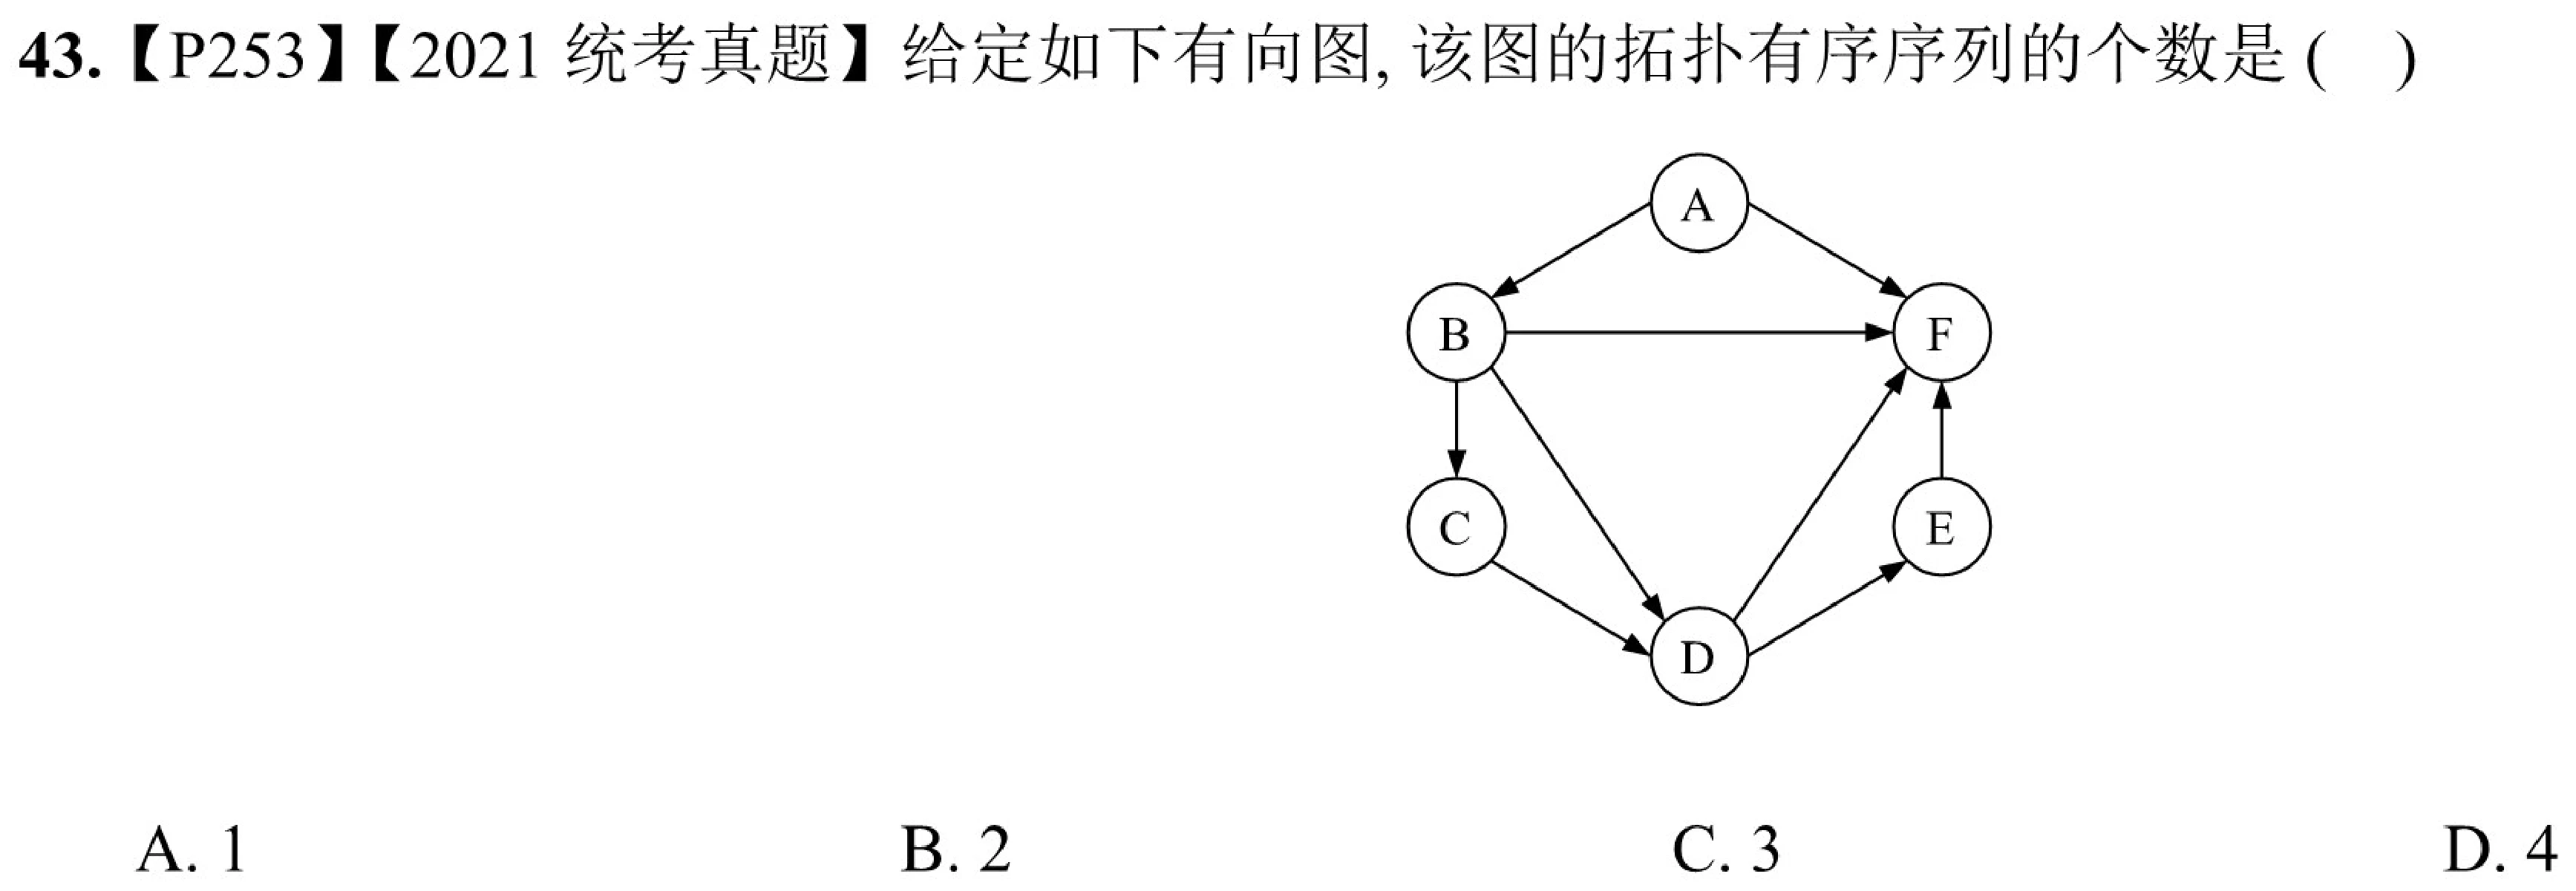 43.【P253】【2021 统考真题】给定如下有向图, 该图的拓扑有序序列的个数是 ( )
A
B F
C E
D
A. 1 B. 2 C. 3 D. 4